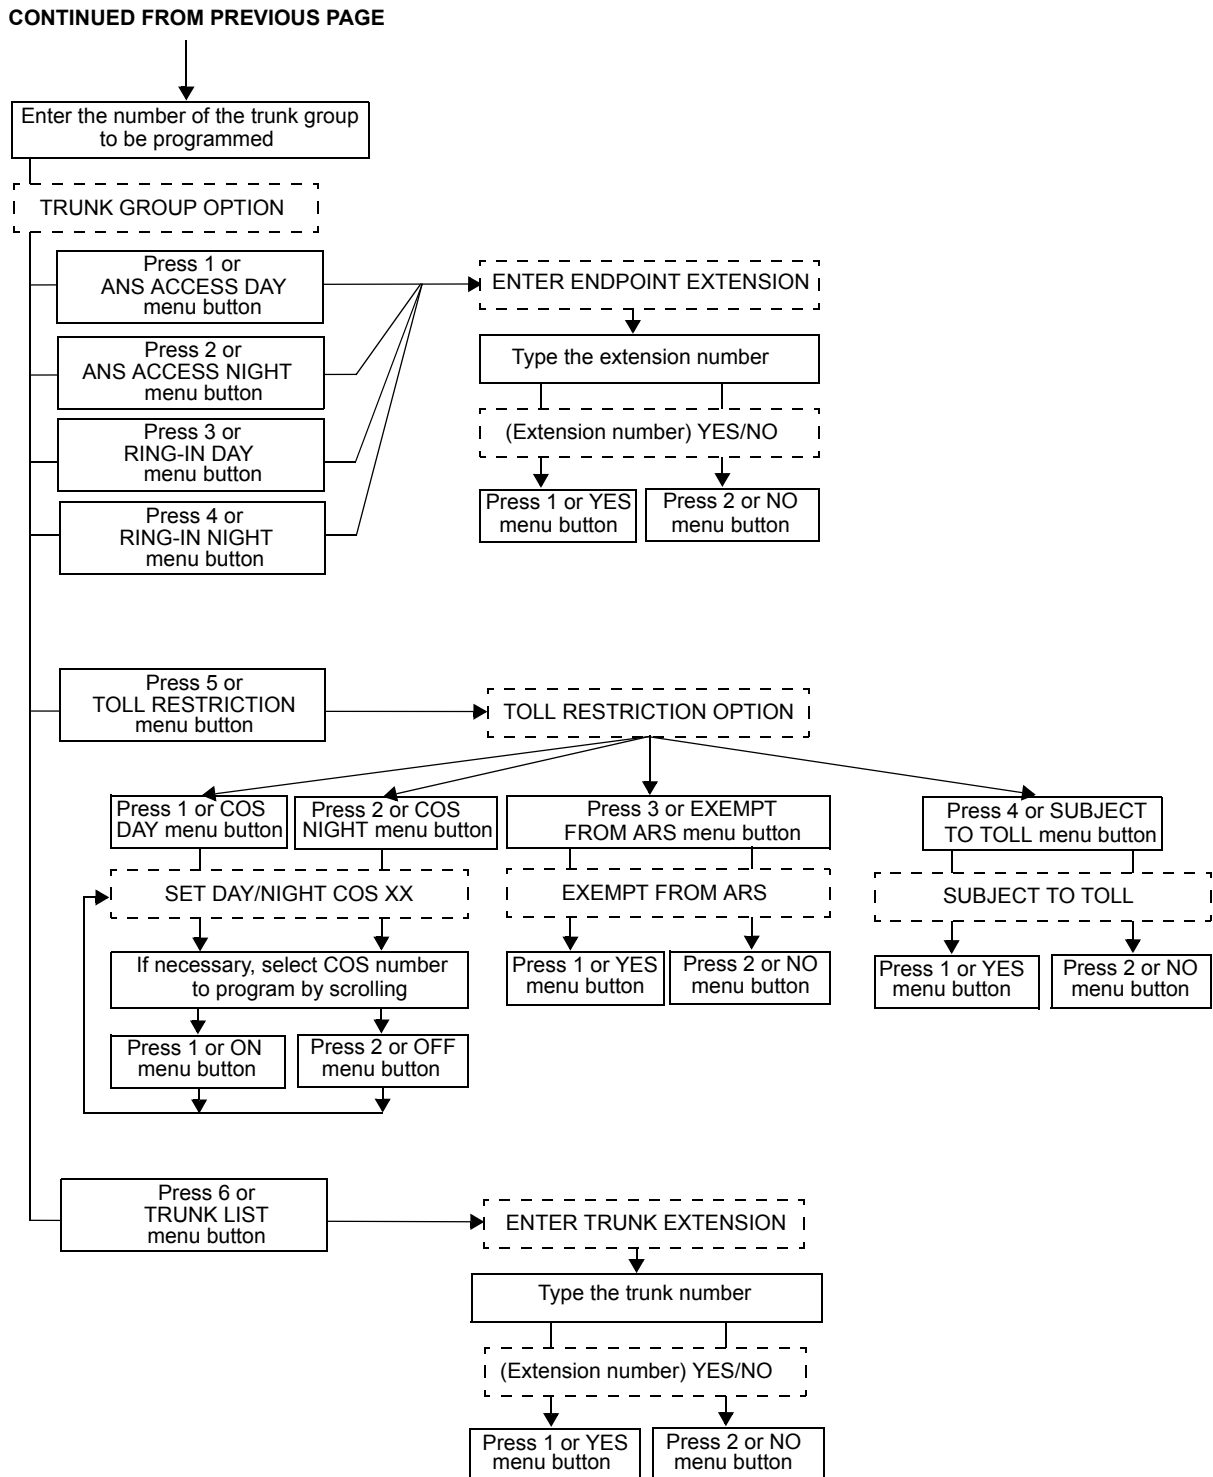 CONTINUED FROM PREVIOUS PAGE
Enter the number of the trunk group
to be programmed
TRUNK GROUP OPTION
Press 1 or
ANS ACCESS DAY
menu button
ENTER ENDPOINT EXTENSION
Type the extension number
Press 2 or
ANS ACCESS NIGHT
menu button
(Extension number) YES/NO
Press 3 or
RING-IN DAY
menu button
Press 1 or YES
menu button
Press 2 or NO
menu button
Press 4 or
RING-IN NIGHT
menu button
Press 5 or
TOLL RESTRICTION
menu button
TOLL RESTRICTION OPTION
Press 1 or COS
DAY menu button
Press 2 or COS
NIGHT menu button
Press 3 or EXEMPT
FROM ARS menu button
Press 4 or SUBJECT
TO TOLL menu button
SET DAY/NIGHT COS XX
EXEMPT FROM ARS
SUBJECT TO TOLL
If necessary, select COS number
to program by scrolling
Press 1 or YES
menu button
Press 2 or NO
menu button
Press 1 or YES
menu button
Press 2 or NO
menu button
Press 1 or ON
menu button
Press 2 or OFF
menu button
Press 6 or
TRUNK LIST
menu button
ENTER TRUNK EXTENSION
Type the trunk number
(Extension number) YES/NO
Press 1 or YES
menu button
Press 2 or NO
menu button